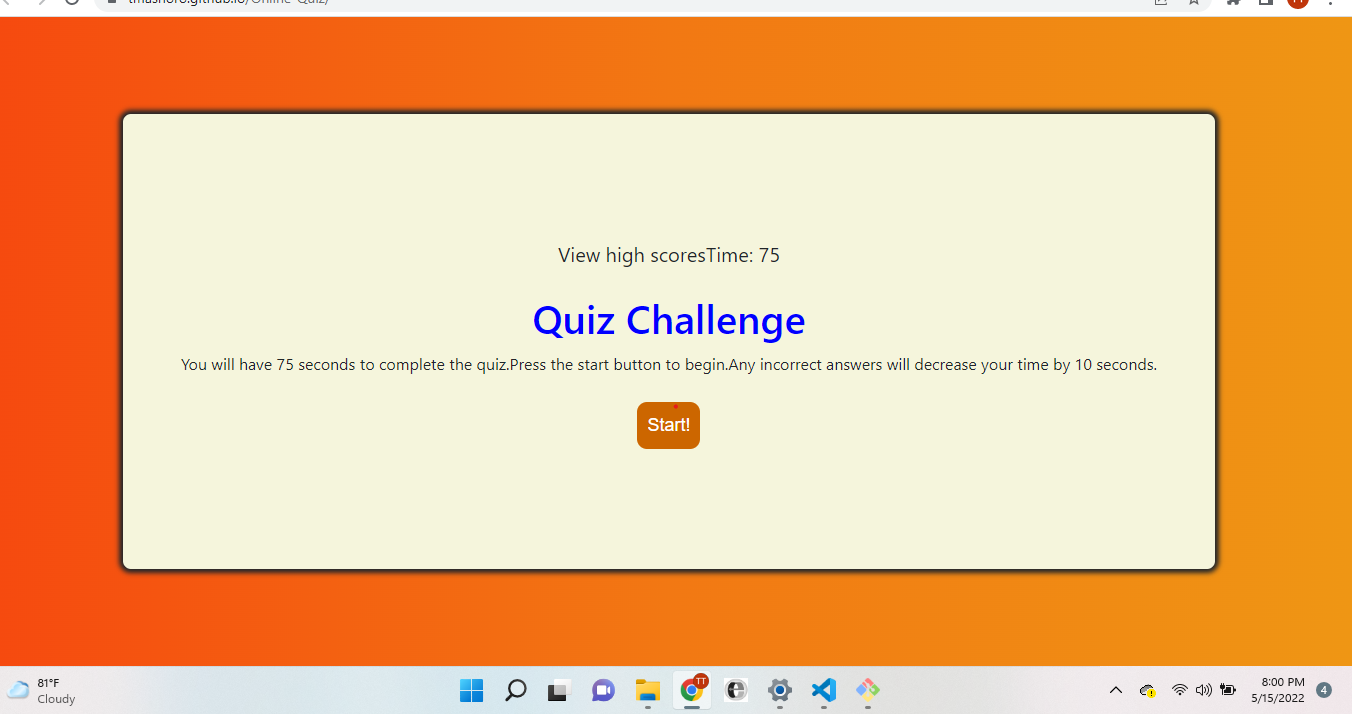 tmashore.github.io/Online-Quiz/
View high scoresTime: 75
Quiz Challenge
You will have 75 seconds to complete the quiz.Press the start button to begin.Any incorrect answers will decrease your time by 10 seconds.
Start!
81°F
Cloudy
TT
8:00 PM
5/15/2022
4